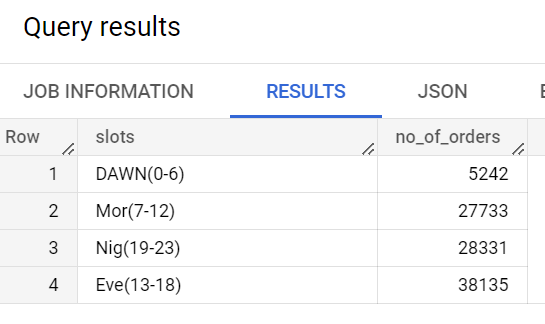 Query results
JOB INFORMATION RESULTS JSON E
Row slots no_of_orders
1 DAWN(0-6) 5242
2 Mor(7-12) 27733
3 Nig(19-23) 28331
4 Eve(13-18) 38135